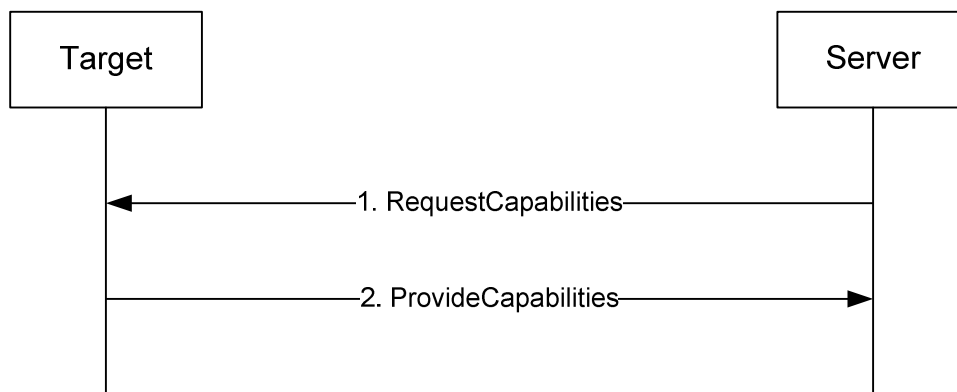 Target
Server
1. RequestCapabilities
2. ProvideCapabilities